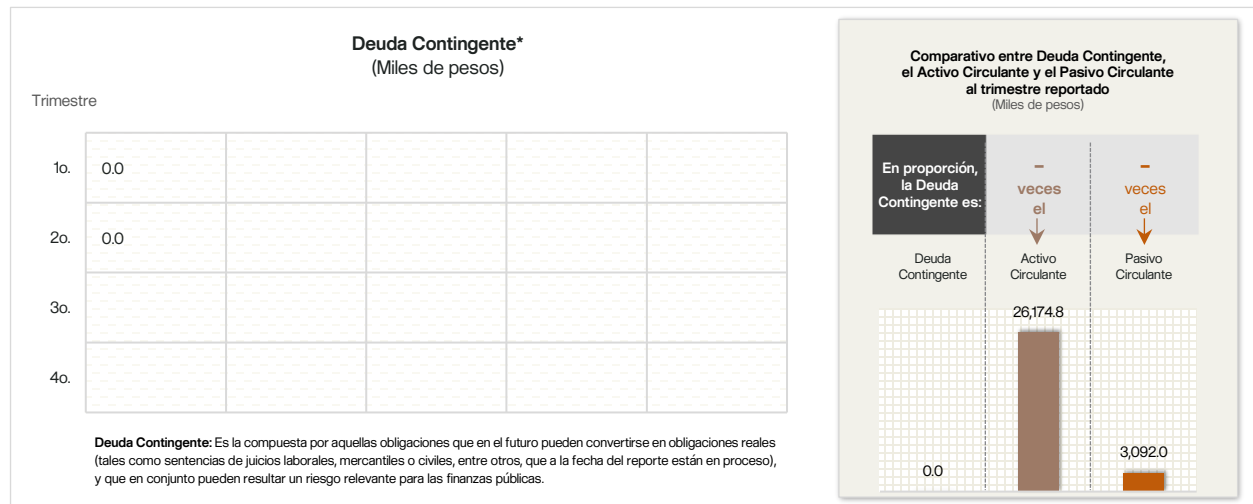 Deuda Contingente*
(Miles de pesos)
Trimestre
1o. 0.0
2o. 0.0
3o.
4o.
Deuda Contingente: Es la compuesta por aquellas obligaciones que en el futuro pueden convertirse en obligaciones reales
(tales como sentencias de juicios laborales, mercantiles o civiles, entre otros, que a la fecha del reporte están en proceso),
y que en conjunto pueden resultar un riesgo relevante para las finanzas públicas.
Comparativo entre Deuda Contingente,
el Activo Circulante y el Pasivo Circulante
al trimestre reportado
(Miles de pesos)
En proporción,
la Deuda
Contingente es:
–
veces
el
–
veces
el
Deuda
Contingente
Activo
Circulante
Pasivo
Circulante
0.0
26,174.8
3,092.0